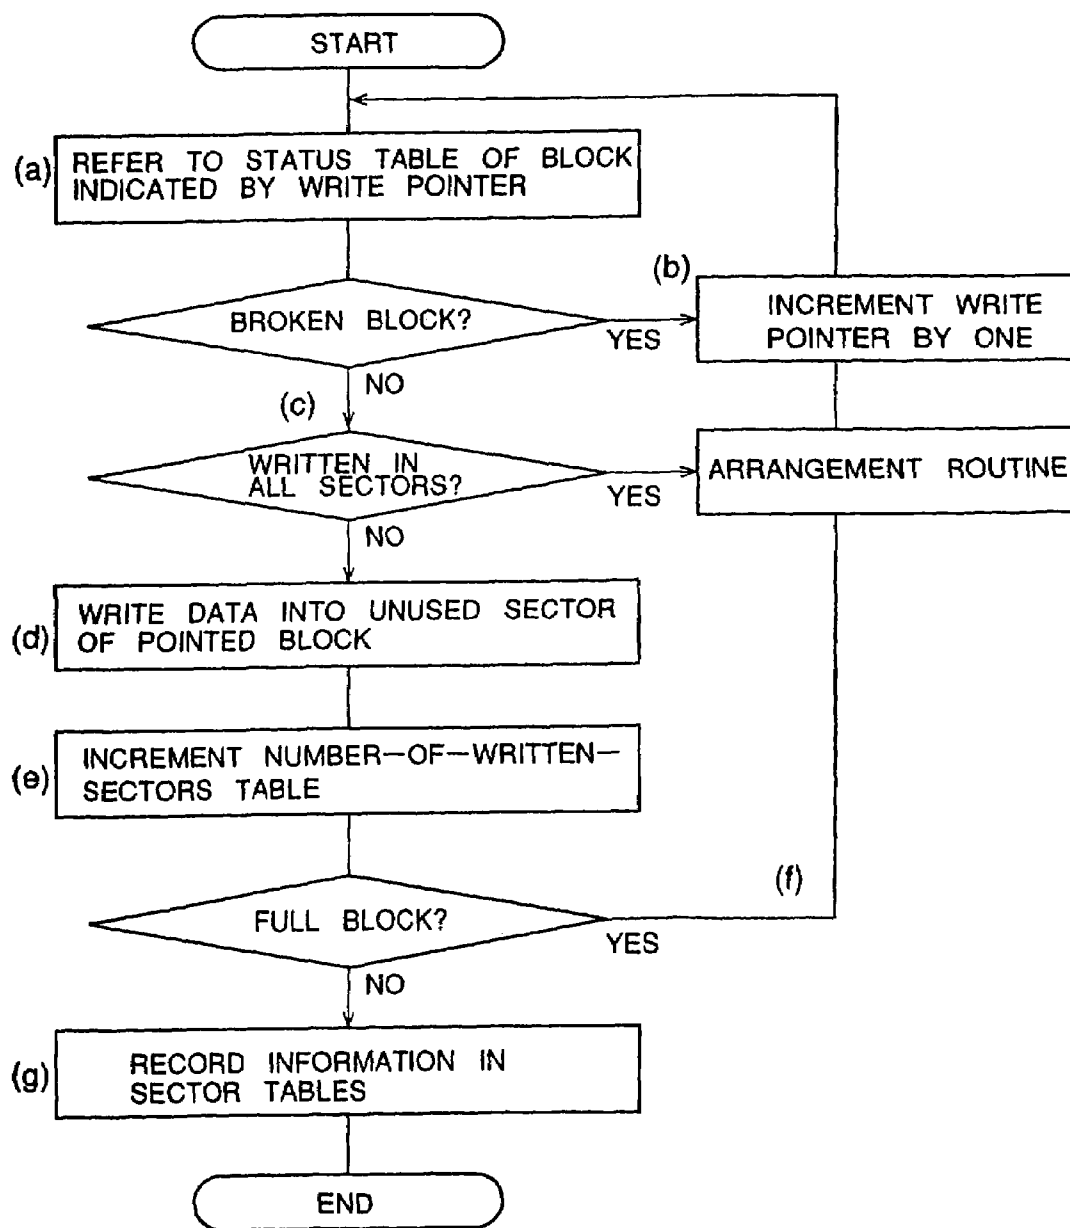 START
(a)
REFER TO STATUS TABLE OF BLOCK
INDICATED BY WRITE POINTER
BROKEN BLOCK?
YES
NO
(b)
INCREMENT WRITE
POINTER BY ONE
(c)
WRITTEN IN
ALL SECTORS?
YES
NO
ARRANGEMENT ROUTINE
(d)
WRITE DATA INTO UNUSED SECTOR
OF POINTED BLOCK
(e)
INCREMENT NUMBER-OF-WRITTEN-
SECTORS TABLE
FULL BLOCK?
(f)
YES
NO
(g)
RECORD INFORMATION IN
SECTOR TABLES
END